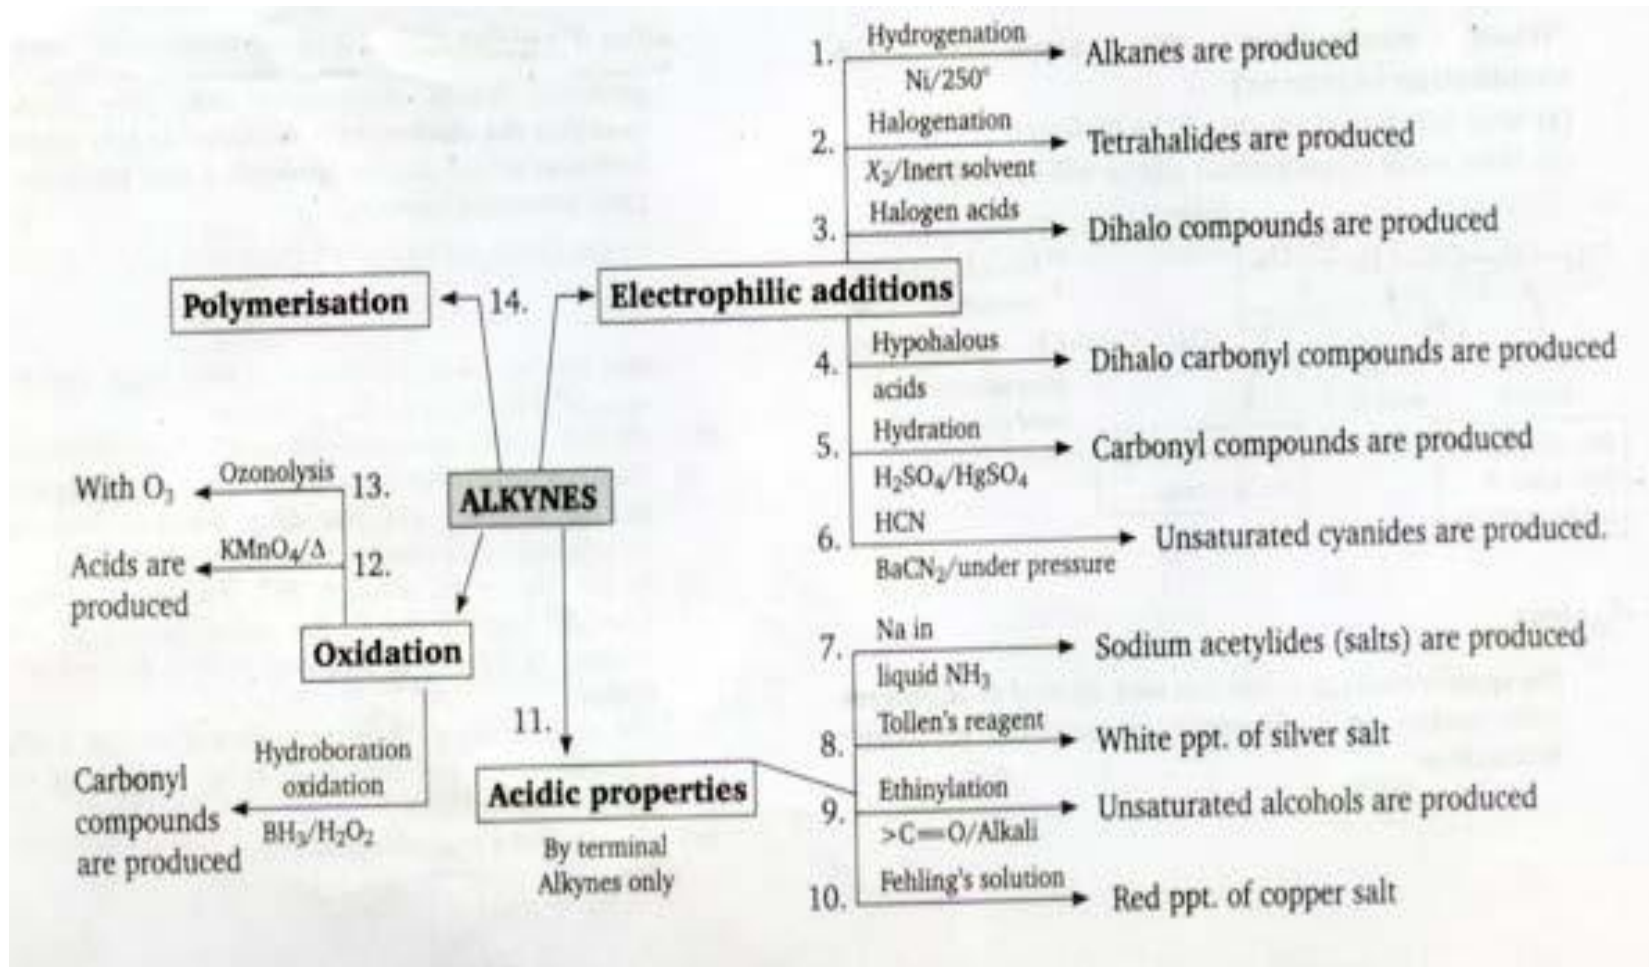 1. Hydrogenation
Ni/250°
Alkanes are produced
2. Halogenation
X₂/Inert solvent
Tetrahalides are produced
3. Halogen acids
Dihalo compounds are produced
Polymerisation
14.
Electrophilic additions
4. Hypohalous
acids
Dihalo carbonyl compounds are produced
5. Hydration
H₂SO₄/HgSO₄
Carbonyl compounds are produced
6. HCN
BaCN₂/under pressure
Unsaturated cyanides are produced.
ALKYNES
With O₃
Ozonolysis
13.
Acids are
produced
KMnO₄/Δ
12.
Oxidation
Hydroboration
oxidation
BH₃/H₂O₂
Carbonyl
compounds
are produced
11.
Acidic properties
By terminal
Alkynes only
7. Na in
liquid NH₃
Sodium acetylides (salts) are produced
8. Tollen's reagent
White ppt. of silver salt
9. Ethinylation
>C=O/Alkali
Unsaturated alcohols are produced
10. Fehling's solution
Red ppt. of copper salt